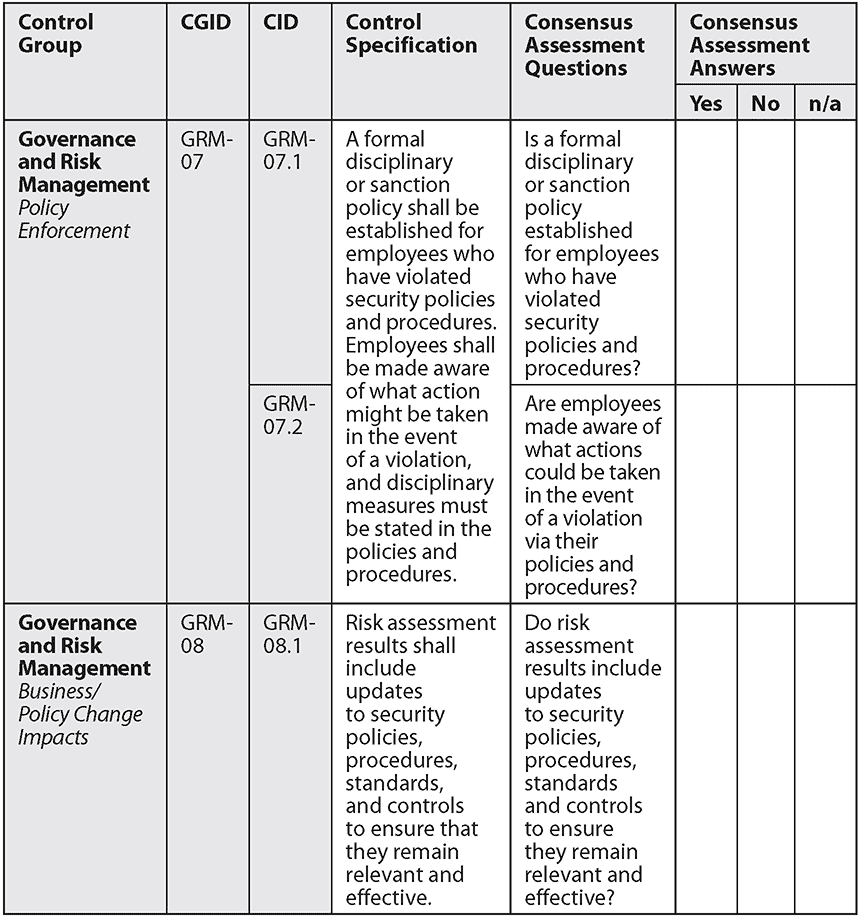 Control
Group
CGID
CID
Control
Specification
Consensus
Assessment
Questions
Consensus
Assessment
Answers
Yes
No
n/a
Governance
and Risk
Management
Policy
Enforcement
GRM-
07
GRM-
07.1
A formal
disciplinary
or sanction
policy shall be
established for
employees who
have violated
security policies
and procedures.
Employees shall
be made aware
of what action
might be taken
in the event
of a violation,
and disciplinary
measures must
be stated in the
policies and
procedures.
Is a formal
disciplinary
or sanction
policy
established
for employees
who have
violated
security
policies and
procedures?
GRM-
07.2
Are employees
made aware of
what actions
could be taken
in the event
of a violation
via their
policies and
procedures?
Governance
and Risk
Management
Business/
Policy Change
Impacts
GRM-
08
GRM-
08.1
Risk assessment
results shall
include
updates
to security
policies,
procedures,
standards,
and controls
to ensure that
they remain
relevant and
effective.
Do risk
assessment
results include
updates
to security
policies,
procedures,
standards
and controls
to ensure
they remain
relevant and
effective?